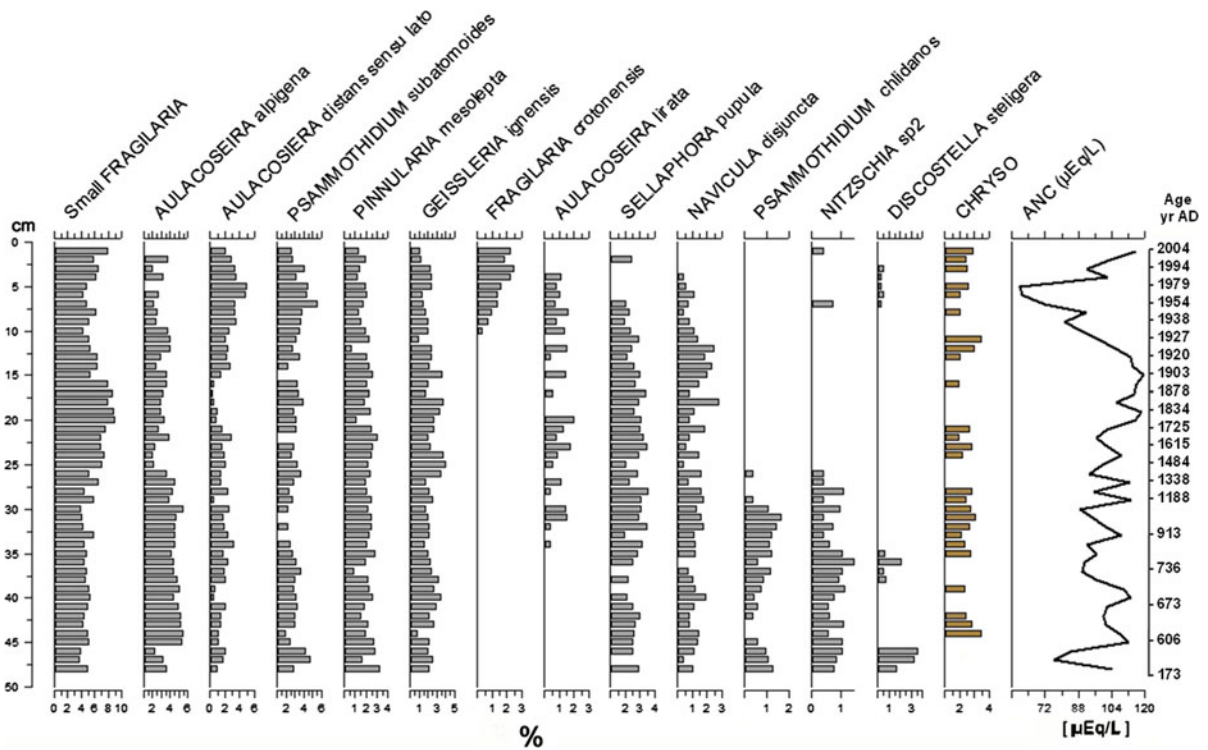 Small FRAGILARIA
AULACOSEIRA alpigena
AULACOSIERA distans sensu lato
PSAMMOTHIDIUM subatomoides
PINNULARIA mesolepta
GEISSLERIA ignensis
FRAGILARIA crotonensis
AULACOSEIRA lirata
SELLAPHORA pupula
NAVICULA disjuncta
PSAMMOTHIDIUM chlidanos
NITZSCHIA sp2
DISCOSTELLA steligera
CHRYSO
ANC (µEq/L)
Age
yr AD
cm
0
5
10
15
20
25
30
35
40
45
50
2004
1994
1979
1954
1938
1927
1920
1903
1878
1834
1725
1615
1484
1338
1188
913
736
673
606
173
0 2 4 6 8 10
2 4 6
2 4 6
2 4 6
1 2 3 4
1 3 5
1 2 3
1 2 3
1 2 3 4
1 2 3
1 2
0 1
1 3
2 4
72 88 104 120
%
[µEq/L]